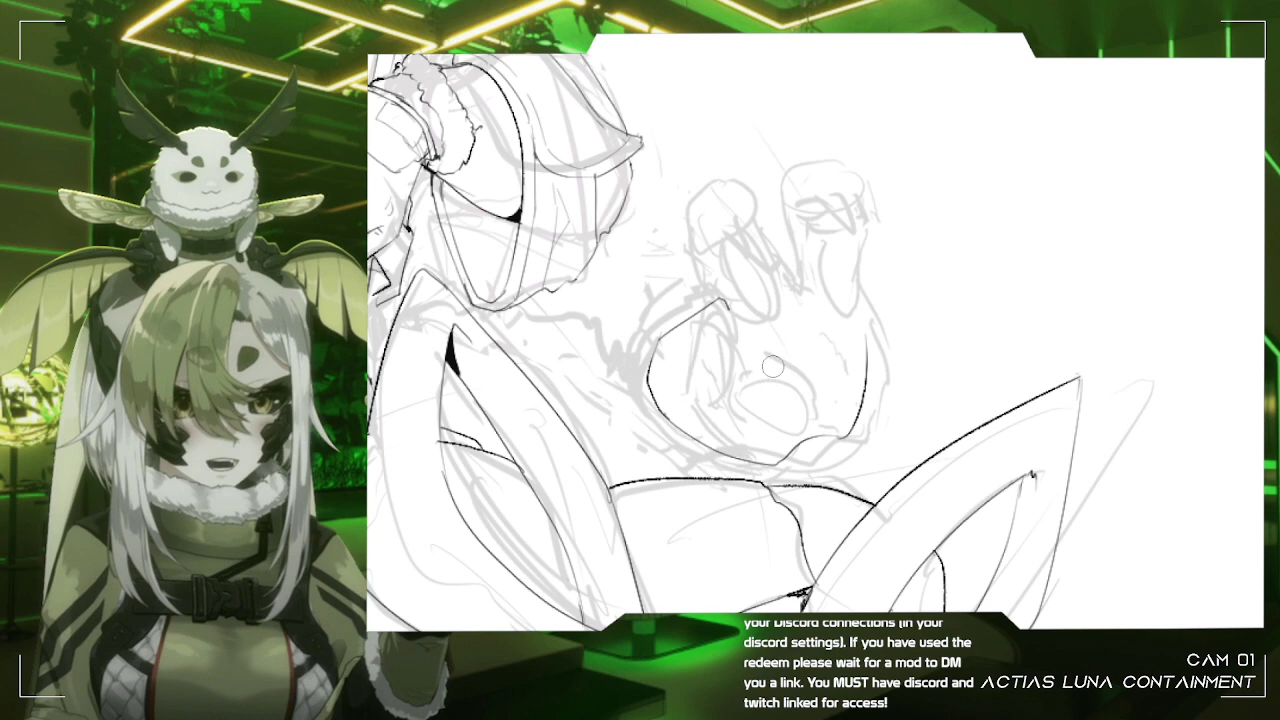 your Discord connections (in your
discord settings). If you have used the
redeem please wait for a mod to DM
you a link. You MUST have discord and
twitch linked for access!
CAM 01
ACTIAS LUNA CONTAINMENT